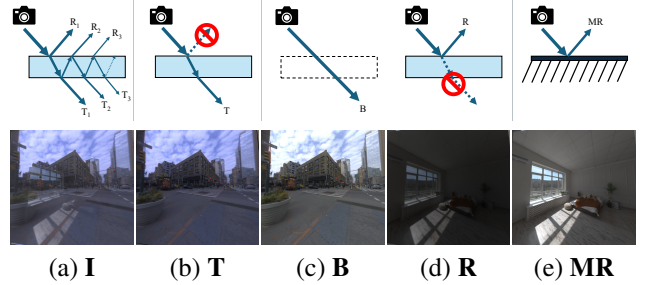 R₁
R₂
R₃
T₁
T₂
T₃
T
B
R
MR
(a) I
(b) T
(c) B
(d) R
(e) MR